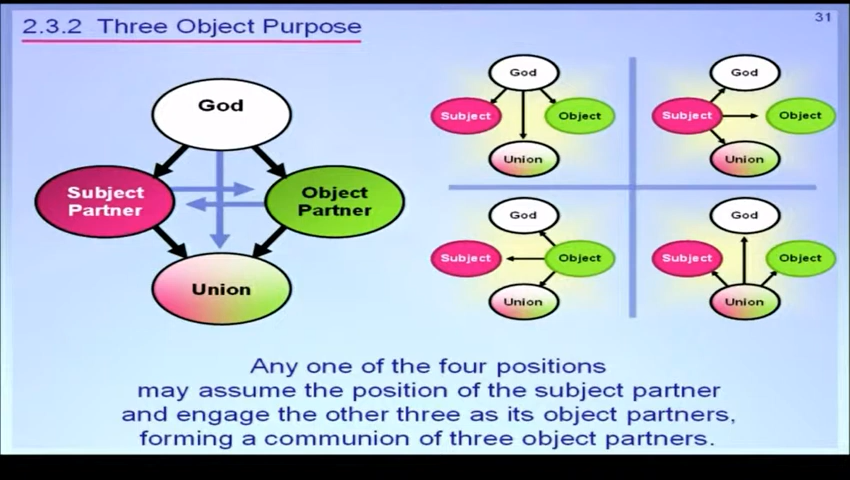 2.3.2 Three Object Purpose
31
God
Subject
Partner
Object
Partner
Union
God
Subject
Object
Union
God
Subject
Object
Union
God
Subject
Object
Union
God
Subject
Object
Union
Any one of the four positions
may assume the position of the subject partner
and engage the other three as its object partners,
forming a communion of three object partners.